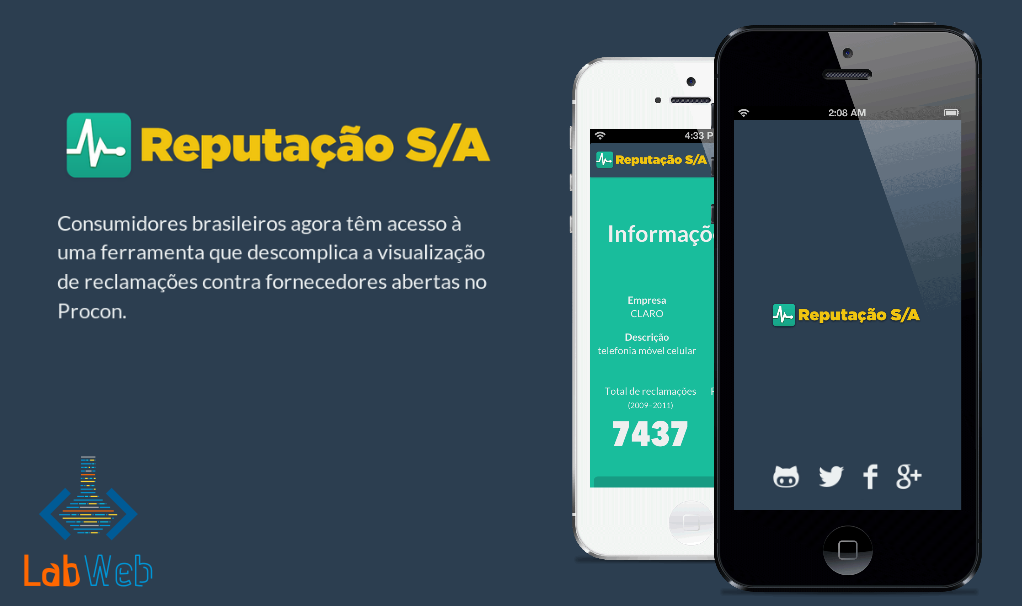 Reputação S/A
Consumidores brasileiros agora têm acesso à
uma ferramenta que descomplica a visualização
de reclamações contra fornecedores abertas no
Procon.
LabWeb
4:33 P
Reputação S/A
Informaçõ
Empresa
CLARO
Descrição
telefonia móvel celular
Total de reclamações
(2009-2011)
7437
2:08 AM
Reputação S/A